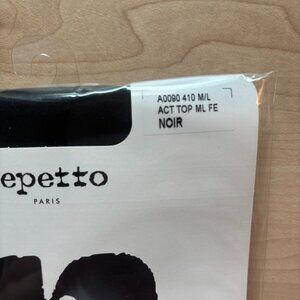 A0090 410 M/L
ACT TOP ML FE
NOIR
epetto
PARIS